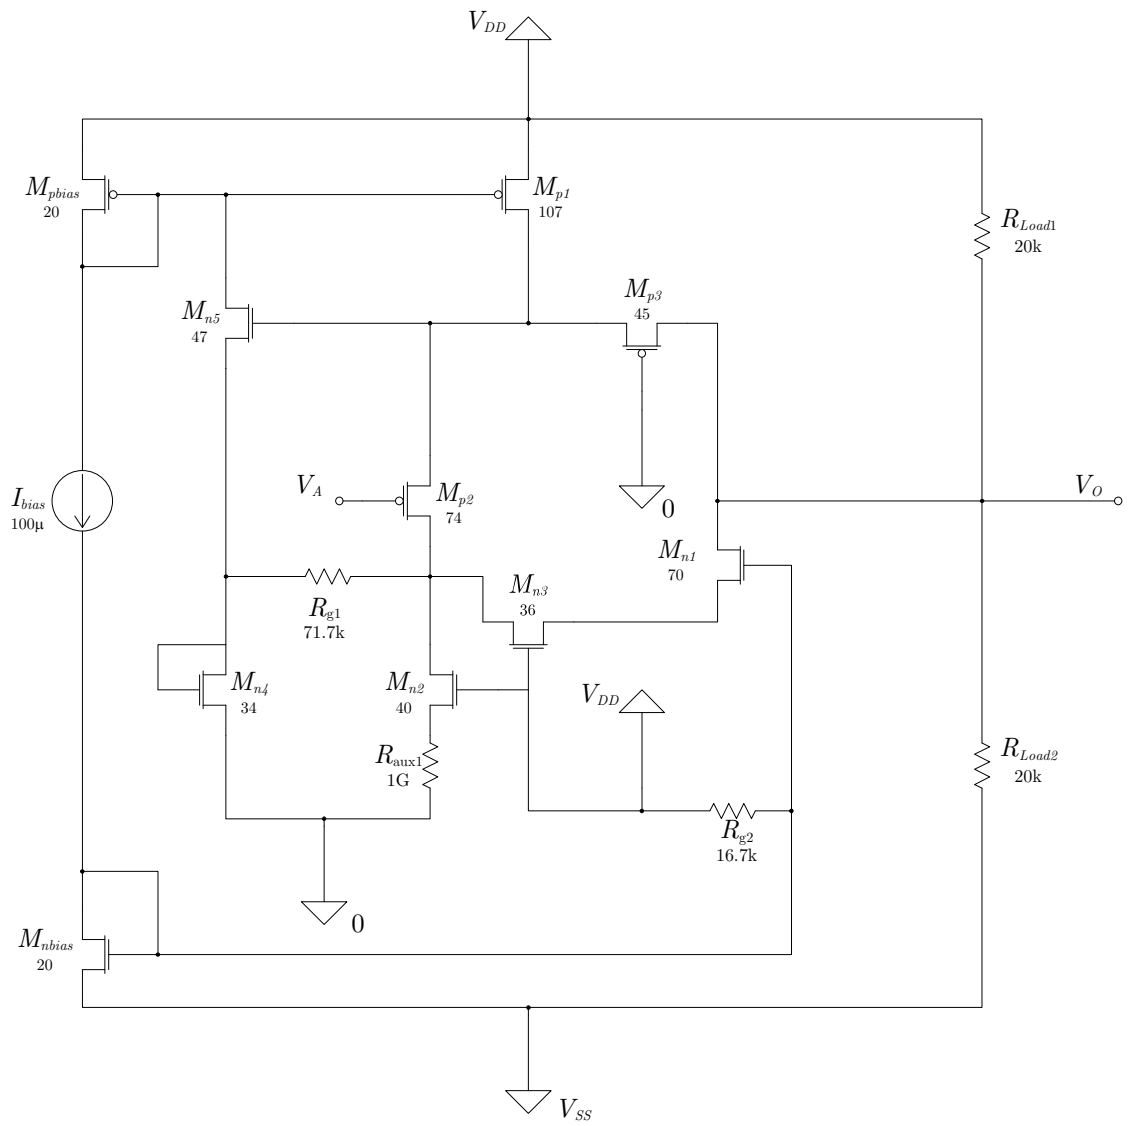 V_DD
M_pbias
20
M_p1
107
R_Load1
20k
M_p3
45
M_n5
47
V_A
M_p2
74
I_bias
100µ
0
V_O
M_n1
70
M_n3
36
R_g1
71.7k
M_n4
34
M_n2
40
V_DD
R_aux1
1G
R_Load2
20k
R_g2
16.7k
0
M_nbias
20
V_SS